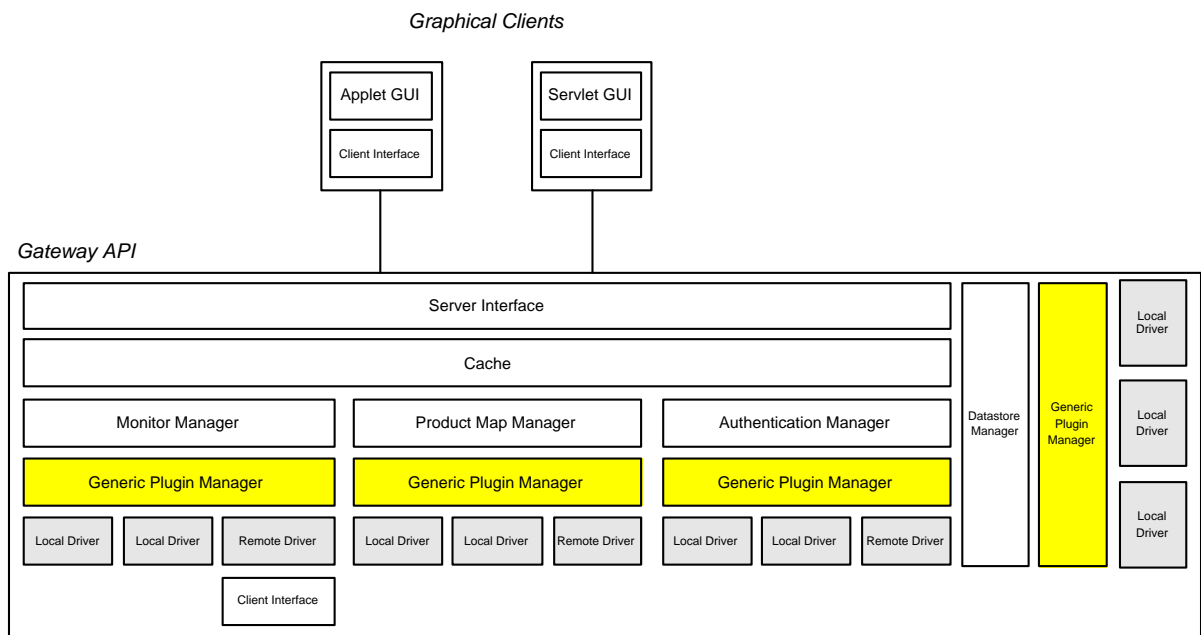 Graphical Clients
Applet GUI
Client Interface
Servlet GUI
Client Interface
Gateway API
Server Interface
Cache
Monitor Manager
Product Map Manager
Authentication Manager
Generic Plugin Manager
Generic Plugin Manager
Generic Plugin Manager
Local Driver
Local Driver
Remote Driver
Local Driver
Local Driver
Remote Driver
Local Driver
Local Driver
Remote Driver
Client Interface
Datastore
Manager
Generic
Plugin
Manager
Local
Driver
Local
Driver
Local
Driver